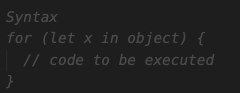 Syntax
for (let x in object) {
  // code to be executed
}